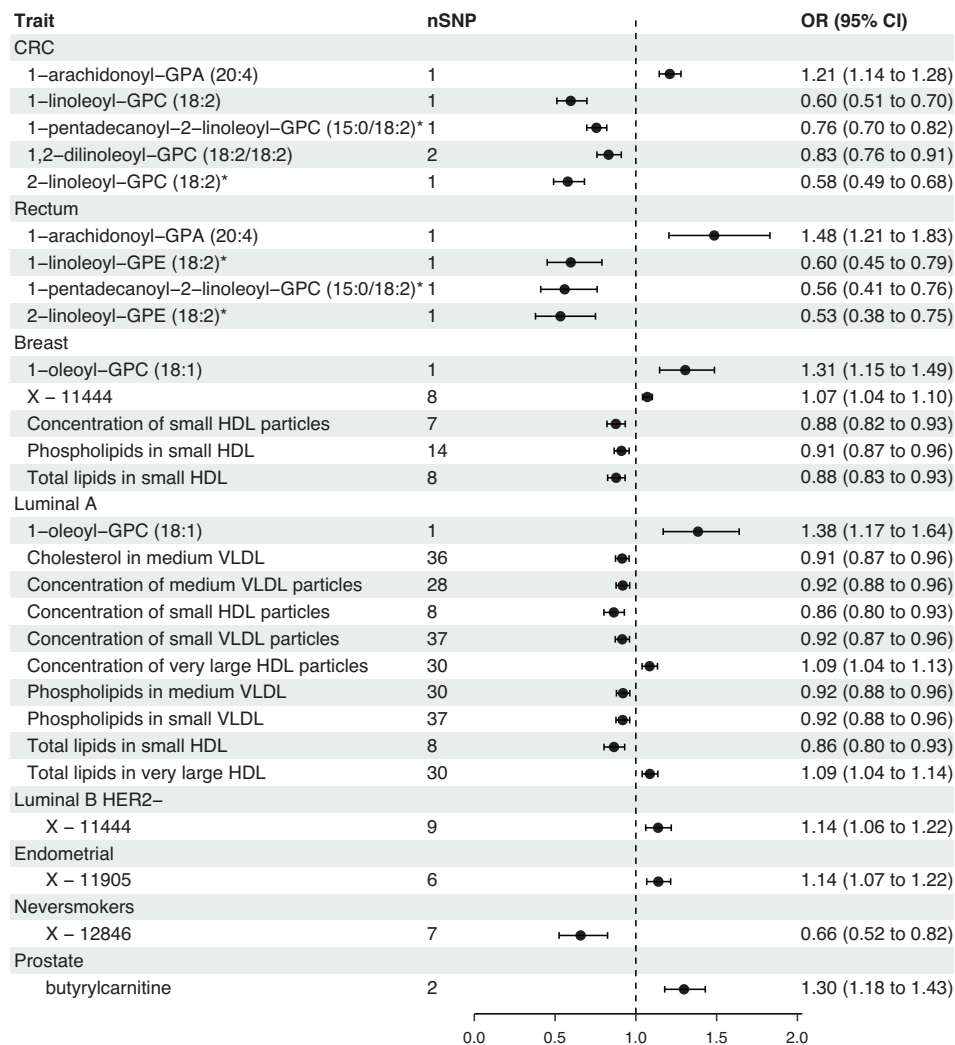 Trait nSNP OR (95% CI)
CRC
1−arachidonoyl−GPA (20:4) 1 1.21 (1.14 to 1.28)
1−linoleoyl−GPC (18:2) 1 0.60 (0.51 to 0.70)
1−pentadecanoyl−2−linoleoyl−GPC (15:0/18:2)* 1 0.76 (0.70 to 0.82)
1,2−dilinoleoyl−GPC (18:2/18:2) 2 0.83 (0.76 to 0.91)
2−linoleoyl−GPC (18:2)* 1 0.58 (0.49 to 0.68)
Rectum
1−arachidonoyl−GPA (20:4) 1 1.48 (1.21 to 1.83)
1−linoleoyl−GPE (18:2)* 1 0.60 (0.45 to 0.79)
1−pentadecanoyl−2−linoleoyl−GPC (15:0/18:2)* 1 0.56 (0.41 to 0.76)
2−linoleoyl−GPE (18:2)* 1 0.53 (0.38 to 0.75)
Breast
1−oleoyl−GPC (18:1) 1 1.31 (1.15 to 1.49)
X − 11444 8 1.07 (1.04 to 1.10)
Concentration of small HDL particles 7 0.88 (0.82 to 0.93)
Phospholipids in small HDL 14 0.91 (0.87 to 0.96)
Total lipids in small HDL 8 0.88 (0.83 to 0.93)
Luminal A
1−oleoyl−GPC (18:1) 1 1.38 (1.17 to 1.64)
Cholesterol in medium VLDL 36 0.91 (0.87 to 0.96)
Concentration of medium VLDL particles 28 0.92 (0.88 to 0.96)
Concentration of small HDL particles 8 0.86 (0.80 to 0.93)
Concentration of small VLDL particles 37 0.92 (0.87 to 0.96)
Concentration of very large HDL particles 30 1.09 (1.04 to 1.13)
Phospholipids in medium VLDL 30 0.92 (0.88 to 0.96)
Phospholipids in small VLDL 37 0.92 (0.88 to 0.96)
Total lipids in small HDL 8 0.86 (0.80 to 0.93)
Total lipids in very large HDL 30 1.09 (1.04 to 1.14)
Luminal B HER2−
X − 11444 9 1.14 (1.06 to 1.22)
Endometrial
X − 11905 6 1.14 (1.07 to 1.22)
Neversmokers
X − 12846 7 0.66 (0.52 to 0.82)
Prostate
butyrylcarnitine 2 1.30 (1.18 to 1.43)
0.0 0.5 1.0 1.5 2.0